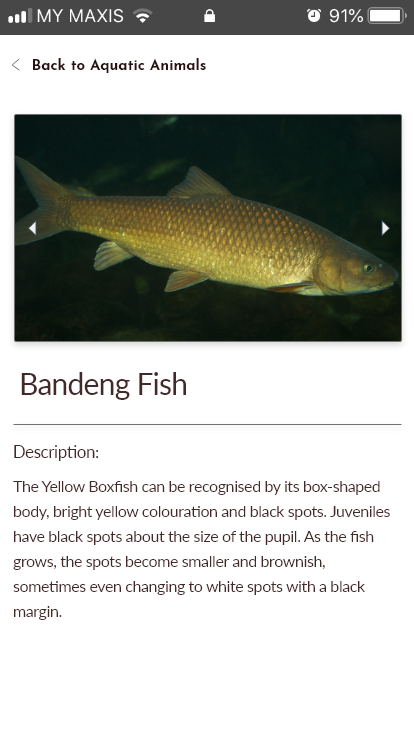 MY MAXIS 91%
Back to Aquatic Animals
Bandeng Fish
Description:
The Yellow Boxfish can be recognised by its box-shaped
body, bright yellow colouration and black spots. Juveniles
have black spots about the size of the pupil. As the fish
grows, the spots become smaller and brownish,
sometimes even changing to white spots with a black
margin.